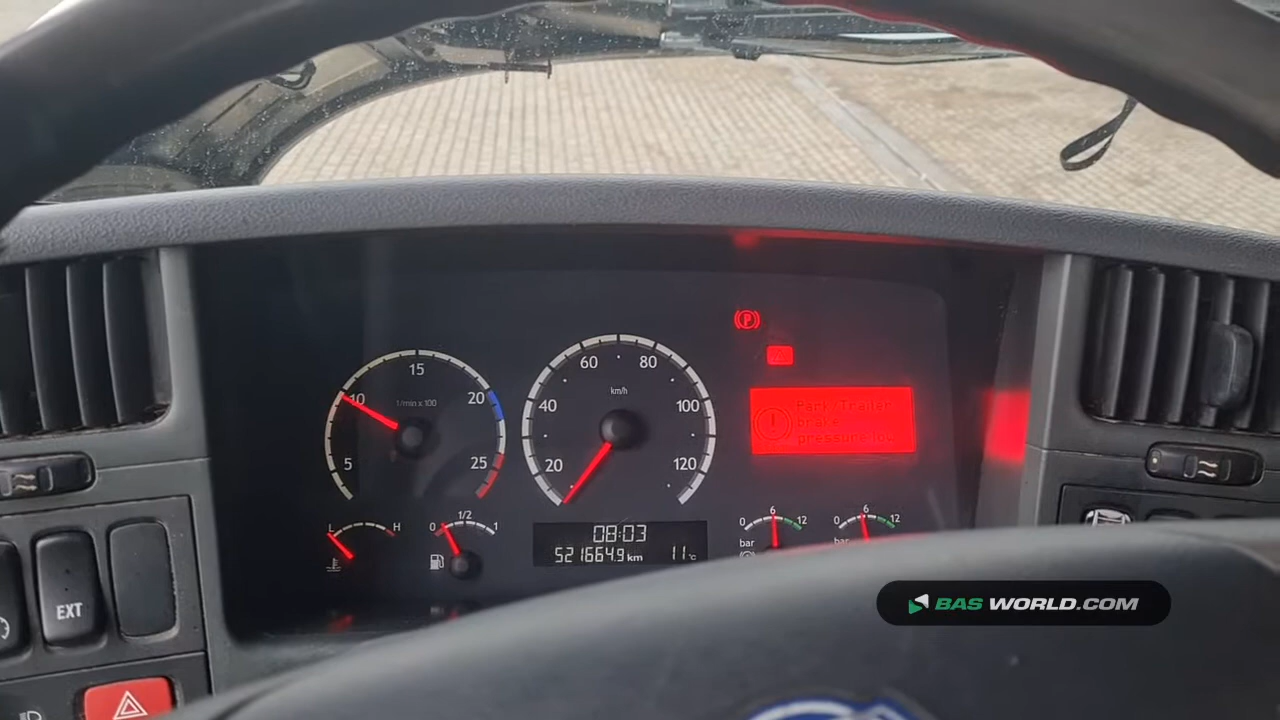 15
10
20
1/min x 100
5
25
60
80
km/h
40
100
20
120
Park/Trailer
brake
pressure low
L
H
0
1/2
1
08:03
521664.9 km
11°C
0
6
12
bar
0
6
12
bar
EXT
BAS WORLD.COM